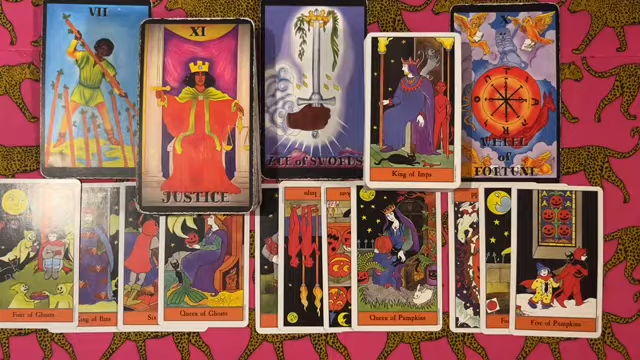 VII
XI
JUSTICE
ACE of SWORDS
King of Imps
X
WHEEL
of
FORTUNE
Four of Ghosts
King of Bats
Six
Queen of Ghosts
Queen of Pumpkins
Five of Pumpkins